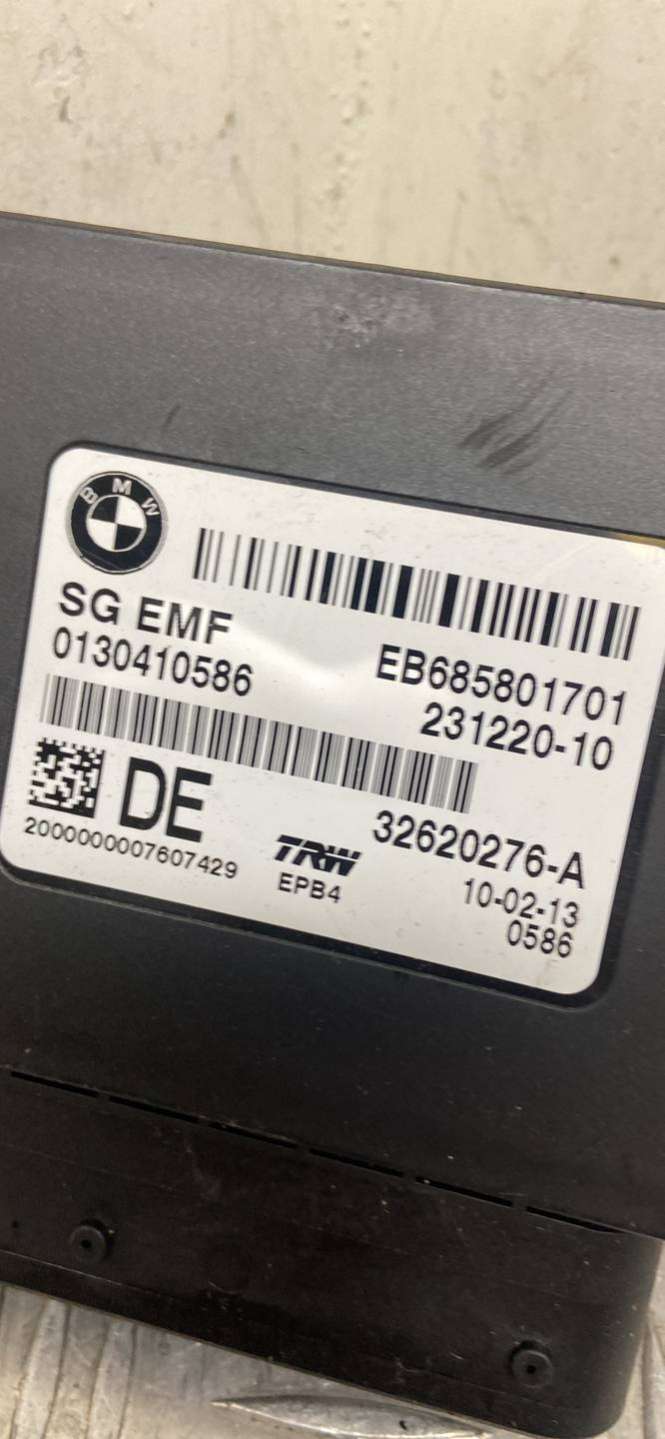 BMW
SG EMF
0130410586
EB685801701
231220-10
DE
32620276-A
2000000007607429
TRW
EPB4
10-02-13
0586